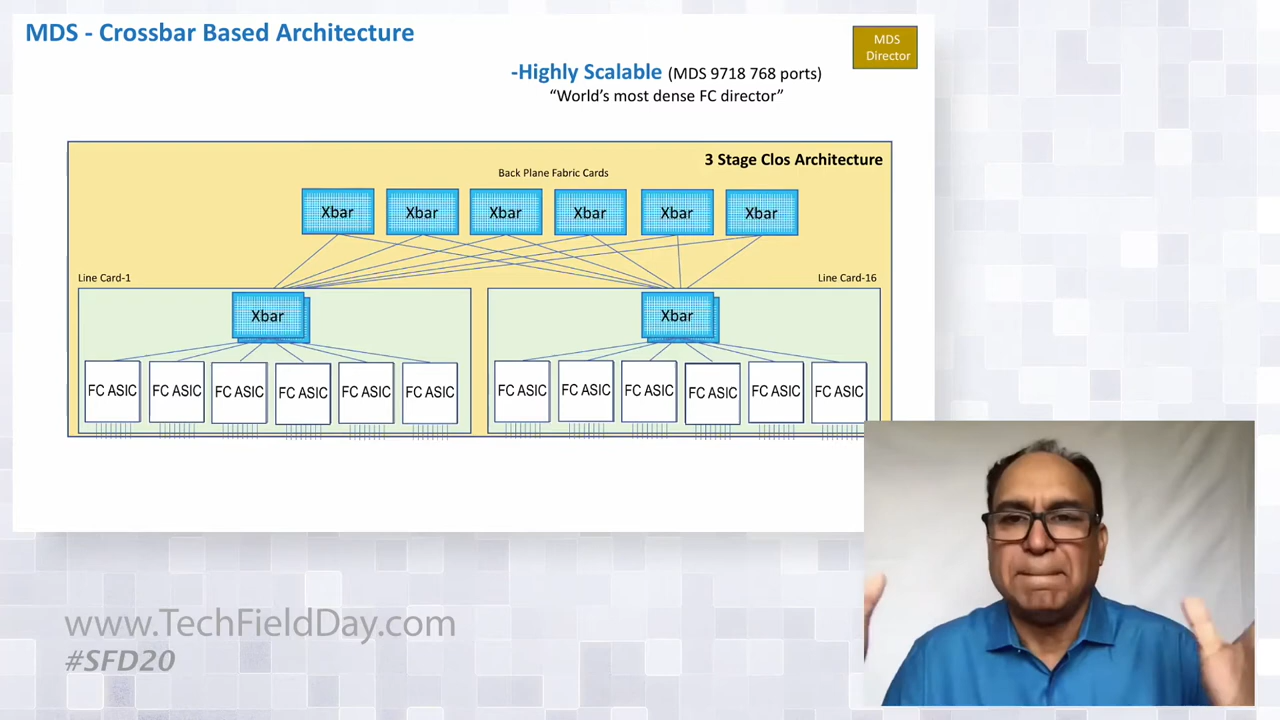 MDS - Crossbar Based Architecture
MDS
Director
-Highly Scalable (MDS 9718 768 ports)
“World’s most dense FC director”
3 Stage Clos Architecture
Back Plane Fabric Cards
Xbar Xbar Xbar Xbar Xbar Xbar
Line Card-1
Line Card-16
Xbar
Xbar
FC ASIC FC ASIC FC ASIC FC ASIC FC ASIC FC ASIC
FC ASIC FC ASIC FC ASIC FC ASIC FC ASIC FC ASIC
www.TechFieldDay.com
#SFD20